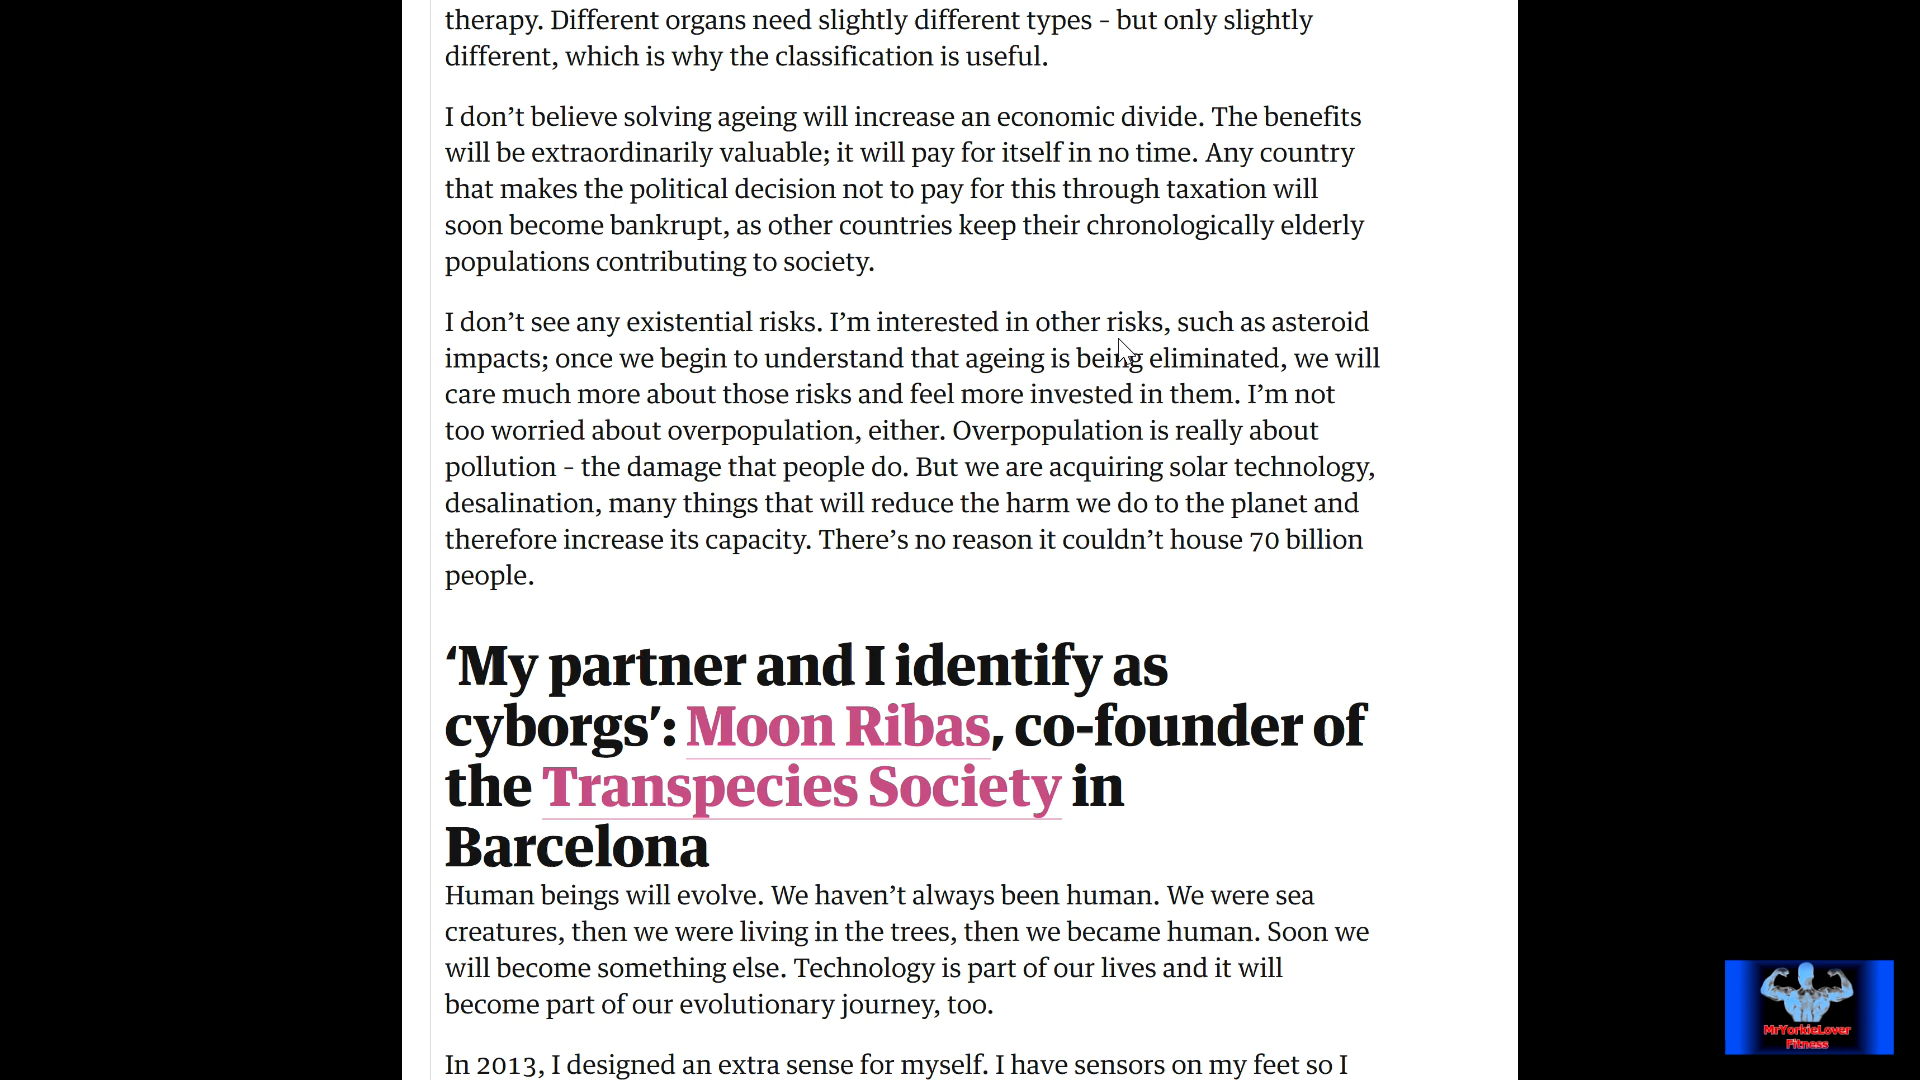 therapy. Different organs need slightly different types – but only slightly
different, which is why the classification is useful.
I don’t believe solving ageing will increase an economic divide. The benefits
will be extraordinarily valuable; it will pay for itself in no time. Any country
that makes the political decision not to pay for this through taxation will
soon become bankrupt, as other countries keep their chronologically elderly
populations contributing to society.
I don’t see any existential risks. I’m interested in other risks, such as asteroid
impacts; once we begin to understand that ageing is being eliminated, we will
care much more about those risks and feel more invested in them. I’m not
too worried about overpopulation, either. Overpopulation is really about
pollution – the damage that people do. But we are acquiring solar technology,
desalination, many things that will reduce the harm we do to the planet and
therefore increase its capacity. There’s no reason it couldn’t house 70 billion
people.
‘My partner and I identify as
cyborgs’: Moon Ribas, co-founder of
the Transpecies Society in
Barcelona
Human beings will evolve. We haven’t always been human. We were sea
creatures, then we were living in the trees, then we became human. Soon we
will become something else. Technology is part of our lives and it will
become part of our evolutionary journey, too.
In 2013, I designed an extra sense for myself. I have sensors on my feet so I
MrYorkieLover
Fitness